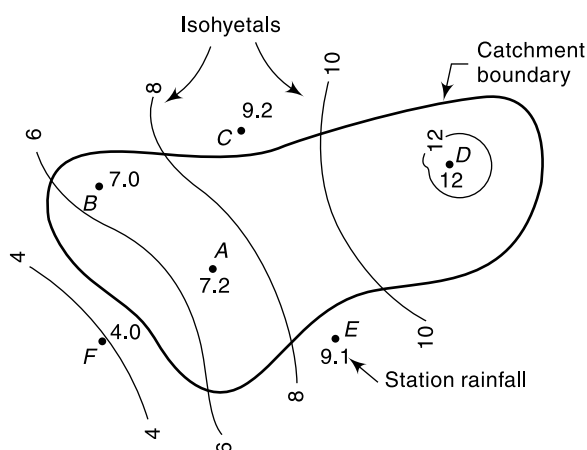 Isohyetals
10
Catchment
boundary
8
9.2
C
12
D
12
6
7.0
B
A
7.2
4
4.0
F
E
9.1
10
Station rainfall
8
4
6